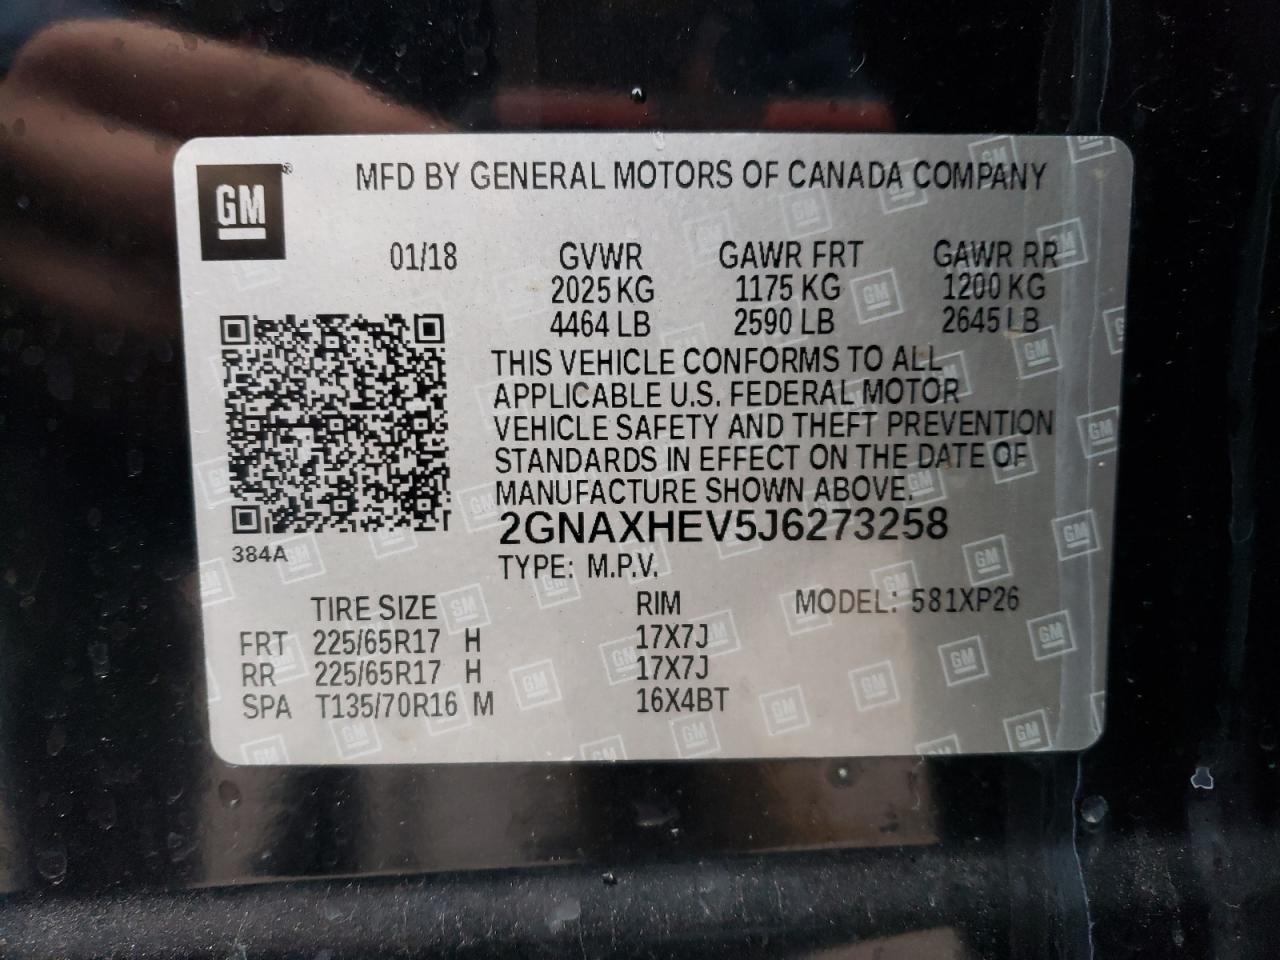 GM
MFD BY GENERAL MOTORS OF CANADA COMPANY
01/18 GVWR GAWR FRT GAWR RR
2025 KG 1175 KG 1200 KG
4464 LB 2590 LB 2645 LB
THIS VEHICLE CONFORMS TO ALL
APPLICABLE U.S. FEDERAL MOTOR
VEHICLE SAFETY AND THEFT PREVENTION
STANDARDS IN EFFECT ON THE DATE OF
MANUFACTURE SHOWN ABOVE.
2GNAXHEV5J6273258
384A
TYPE: M.P.V.
TIRE SIZE RIM MODEL: 581XP26
FRT 225/65R17 H 17X7J
RR 225/65R17 H 17X7J
SPA T135/70R16 M 16X4BT